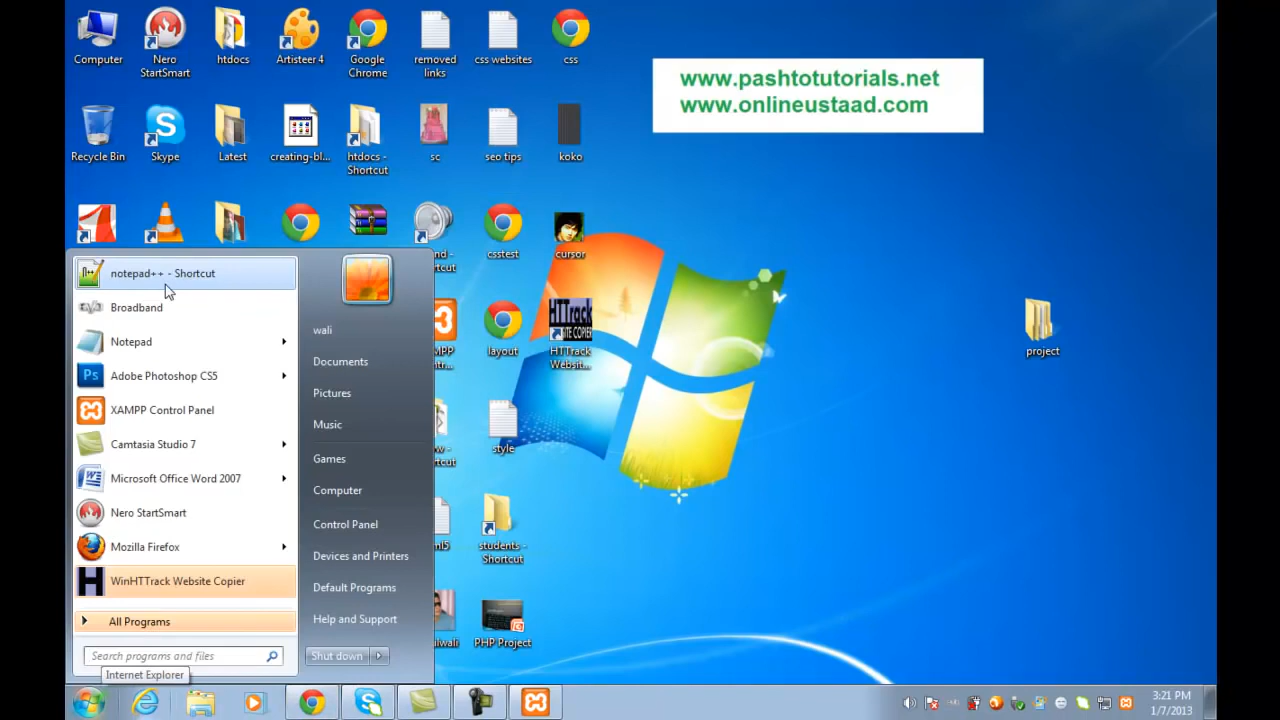 Computer
Nero
StartSmart
htdocs
Artisteer 4
Google
Chrome
removed
links
css websites
css
www.pashtotutorials.net
www.onlineustaad.com
Recycle Bin
Skype
Latest
creating-bl...
htdocs -
Shortcut
sc
seo tips
koko
csstest
cursor
notepad++ - Shortcut
Broadband
Notepad
Adobe Photoshop CS5
XAMPP Control Panel
Camtasia Studio 7
Microsoft Office Word 2007
Nero StartSmart
Mozilla Firefox
WinHTTrack Website Copier
All Programs
Search programs and files
Internet Explorer
wali
Documents
Pictures
Music
Games
Computer
Control Panel
Devices and Printers
Default Programs
Help and Support
Shut down
layout
HTTrack
SITE COPIER
HTTrack
Websit...
project
style
students -
Shortcut
PHP Project
3:21 PM
1/7/2013